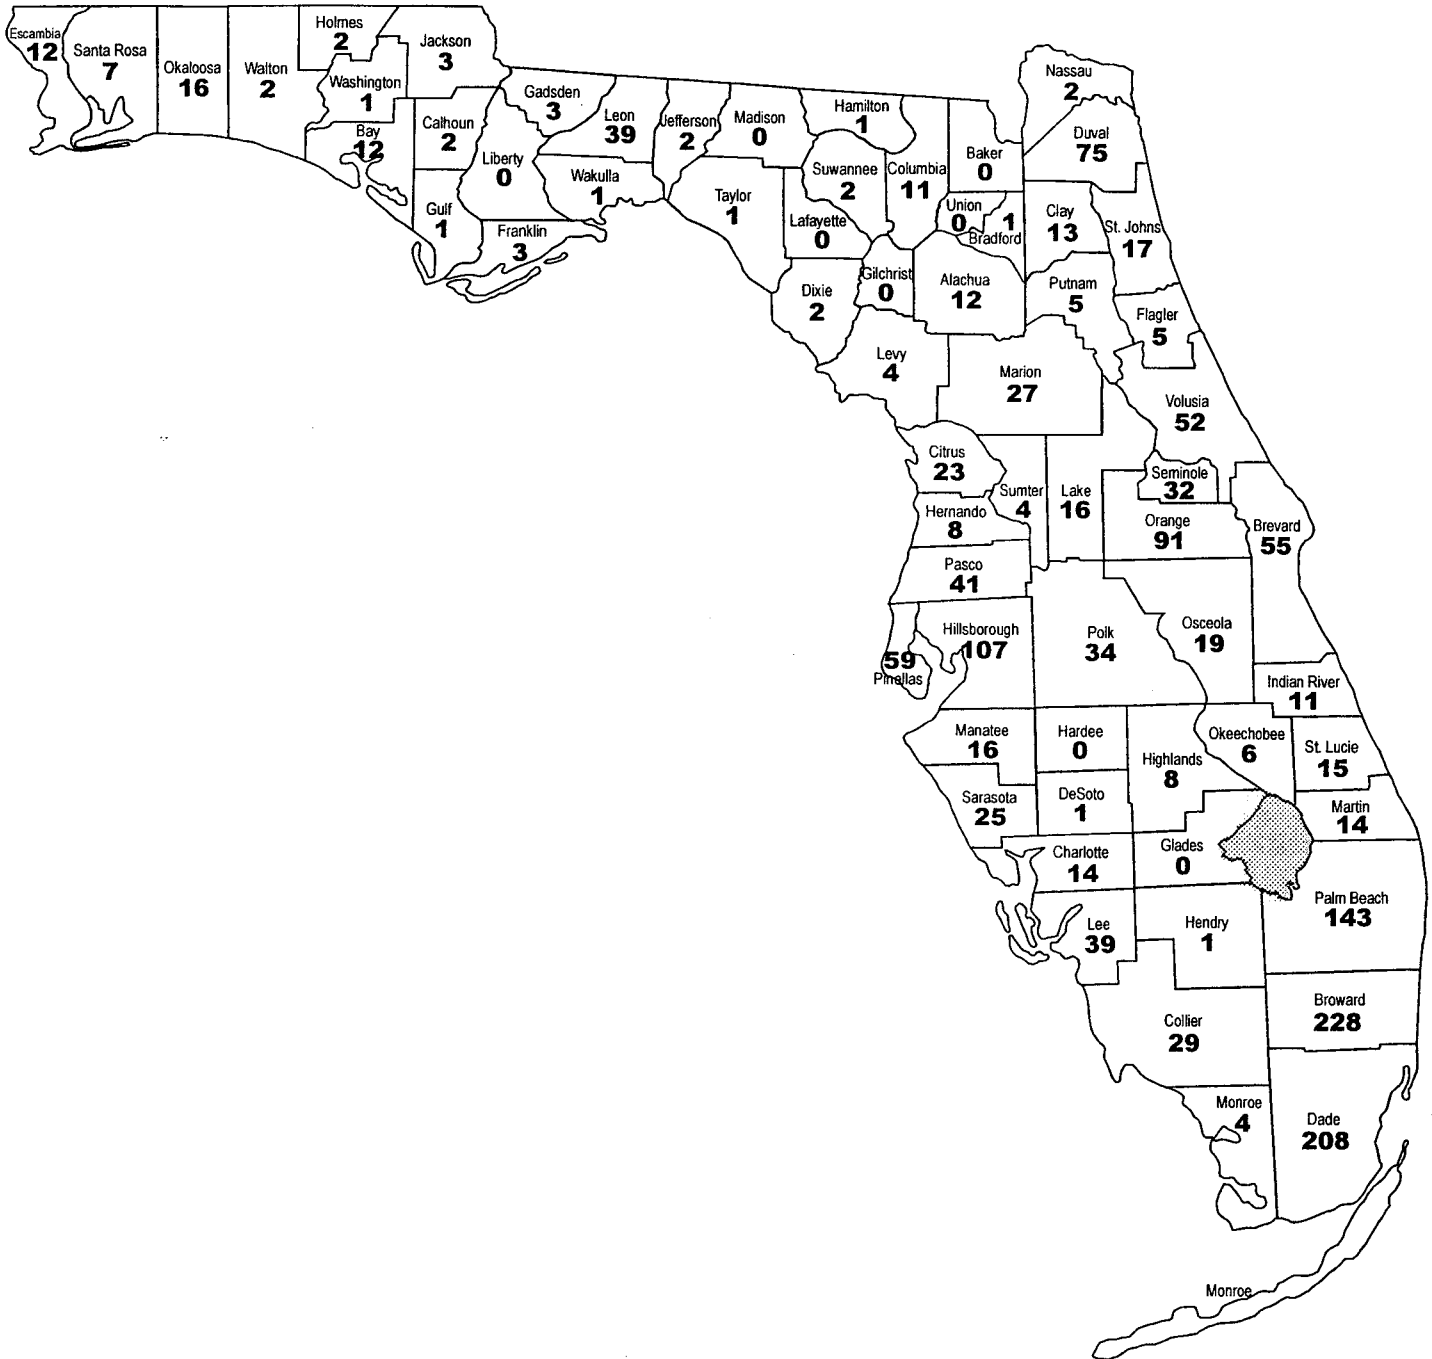 Escambia
12
Santa Rosa
7
Okaloosa
16
Walton
2
Holmes
2
Washington
1
Bay
12
Jackson
3
Calhoun
2
Gulf
1
Liberty
0
Gadsden
3
Franklin
3
Leon
39
Wakulla
1
Jefferson
2
Madison
0
Taylor
1
Hamilton
1
Suwannee
2
Lafayette
0
Dixie
2
Columbia
11
Gilchrist
0
Baker
0
Union
0
1
Bradford
Alachua
12
Nassau
2
Duval
75
Clay
13
St. Johns
17
Putnam
5
Flagler
5
Levy
4
Marion
27
Volusia
52
Citrus
23
Sumter
4
Lake
16
Seminole
32
Hernando
8
Orange
91
Brevard
55
Pasco
41
Hillsborough
107
59
Pinellas
Polk
34
Osceola
19
Indian River
11
Manatee
16
Hardee
0
Highlands
8
Okeechobee
6
St. Lucie
15
Sarasota
25
DeSoto
1
Martin
14
Charlotte
14
Glades
0
Palm Beach
143
Lee
39
Hendry
1
Broward
228
Collier
29
Monroe
4
Dade
208
Monroe